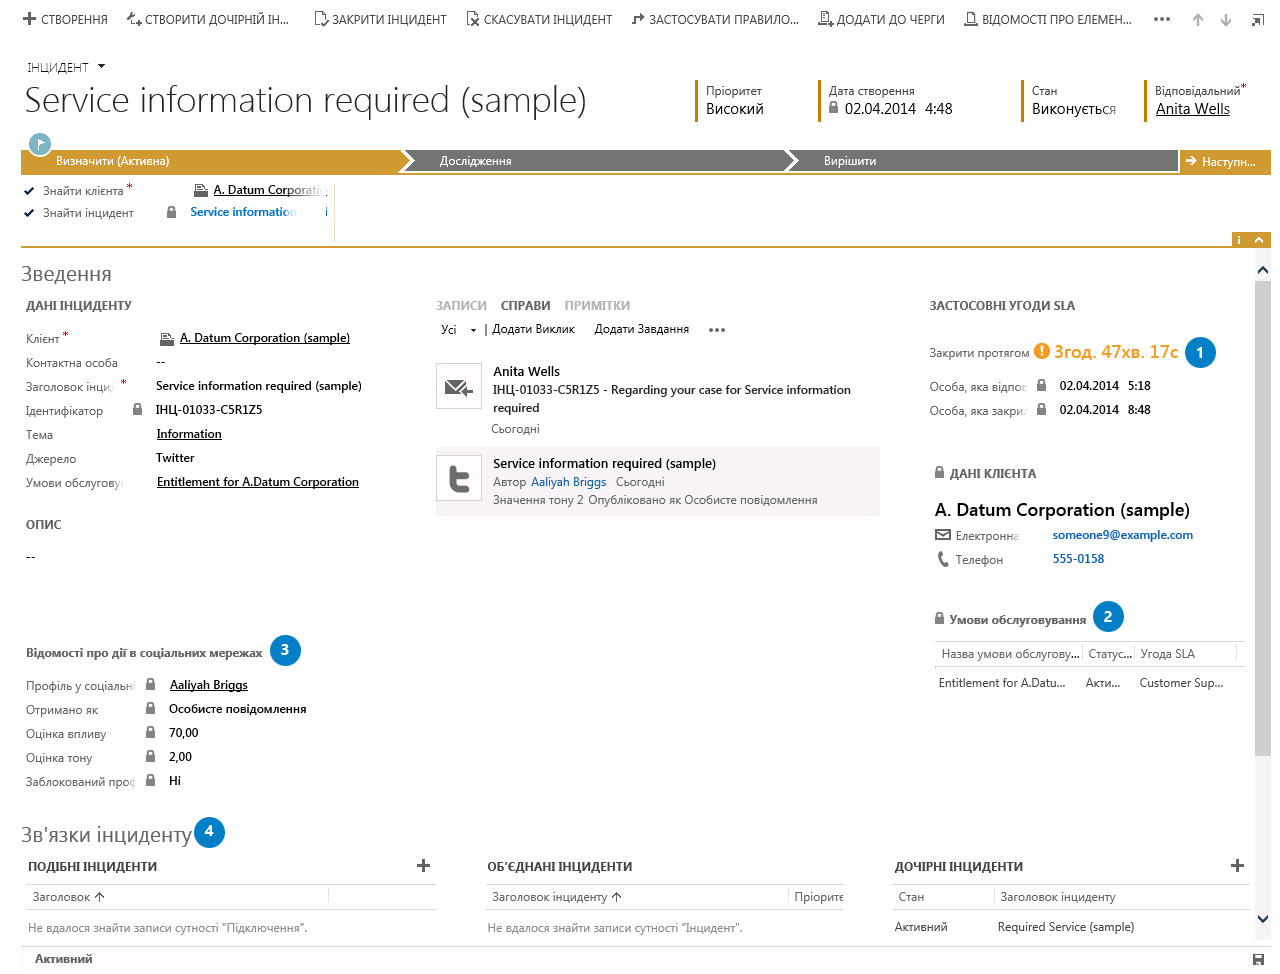 СТВОРЕННЯ СТВОРИТИ ДОЧІРНІЙ ІН... ЗАКРИТИ ІНЦИДЕНТ СКАСУВАТИ ІНЦИДЕНТ ЗАСТОСУВАТИ ПРАВИЛО... ДОДАТИ ДО ЧЕРГИ ВІДОМОСТІ ПРО ЕЛЕМЕН... •••
ІНЦИДЕНТ
Service information required (sample)
Пріоритет Дата створення Стан Відповідальний*
Високий 02.04.2014 4:48 Виконується Anita Wells
Визначити (Активна) Дослідження Вирішити Наступн...
Знайти клієнта * A. Datum Corporatic
Знайти інцидент Service information i
Зведення
ДАНІ ІНЦИДЕНТУ
Клієнт * A. Datum Corporation (sample)
Контактна особа --
Заголовок інци * Service information required (sample)
Ідентифікатор ІНЦ-01033-C5R1Z5
Тема Information
Джерело Twitter
Умови обслугову Entitlement for A.Datum Corporation
ОПИС
--
Відомості про дії в соціальних мережах 3
Профіль у соціальні Aaliyah Briggs
Отримано як Особисте повідомлення
Оцінка впливу 70,00
Оцінка тону 2,00
Заблокований проф Ні
ЗАПИСИ СПРАВИ ПРИМІТКИ
Усі | Додати Виклик Додати Завдання •••
Anita Wells
ІНЦ-01033-C5R1Z5 - Regarding your case for Service information
required
Сьогодні
Service information required (sample)
Автор Aaliyah Briggs Сьогодні
Значення тону 2 Опубліковано як Особисте повідомлення
ЗАСТОСОВНІ УГОДИ SLA
Закрити протягом 3год. 47хв. 17с 1
Особа, яка відпов 02.04.2014 5:18
Особа, яка закри 02.04.2014 8:48
ДАНІ КЛІЄНТА
A. Datum Corporation (sample)
Електронна someone9@example.com
Телефон 555-0158
Умови обслуговування 2
Назва умови обслугову... Статус... Угода SLA
Entitlement for A.Datu... Акти... Customer Sup...
Зв'язки інциденту 4
ПОДІБНІ ІНЦИДЕНТИ
Заголовок
Не вдалося знайти записи сутності "Підключення".
ОБ'ЄДНАНІ ІНЦИДЕНТИ
Заголовок інциденту Пріорите
Не вдалося знайти записи сутності "Інцидент".
ДОЧІРНІ ІНЦИДЕНТИ
Стан Заголовок інциденту
Активний Required Service (sample)
Активний